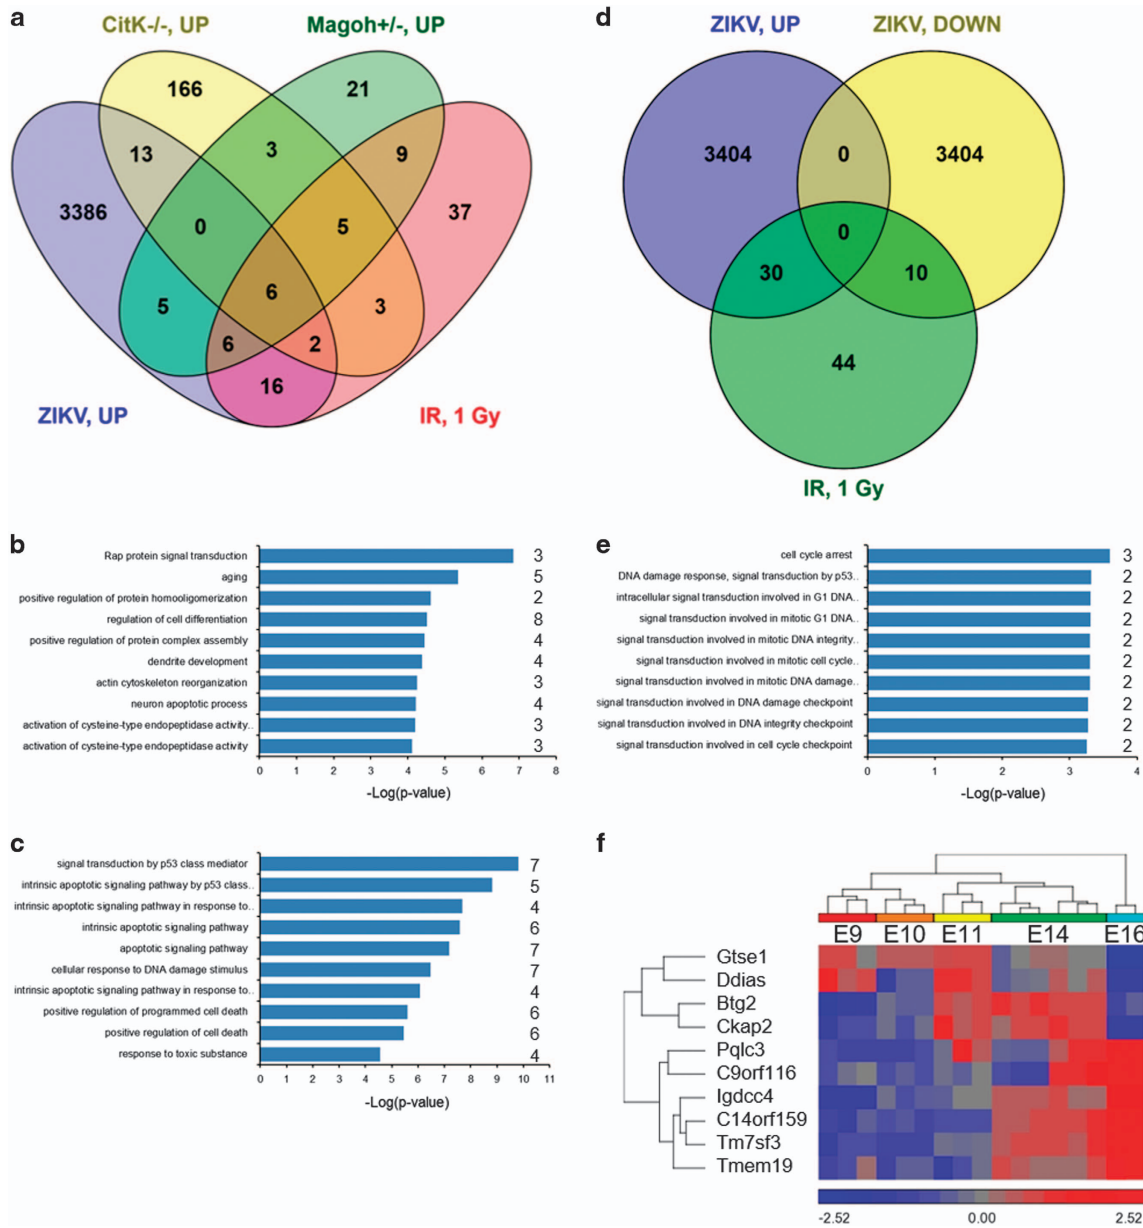 a
CitK-/-, UP
Magoh+/-, UP
166
21
13
3
9
3386
0
5
37
5
6
3
6
2
16
ZIKV, UP
IR, 1 Gy
d
ZIKV, UP
ZIKV, DOWN
3404
0
3404
0
30
10
44
IR, 1 Gy
b
Rap protein signal transduction 3
aging 5
positive regulation of protein homooligomerization 2
regulation of cell differentiation 8
positive regulation of protein complex assembly 4
dendrite development 4
actin cytoskeleton reorganization 3
neuron apoptotic process 4
activation of cysteine-type endopeptidase activity.. 3
activation of cysteine-type endopeptidase activity 3
0 1 2 3 4 5 6 7 8
-Log(p-value)
e
cell cycle arrest 3
DNA damage response, signal transduction by p53.. 2
intracellular signal transduction involved in G1 DNA.. 2
signal transduction involved in mitotic G1 DNA.. 2
signal transduction involved in mitotic DNA integrity.. 2
signal transduction involved in mitotic cell cycle.. 2
signal transduction involved in mitotic DNA damage.. 2
signal transduction involved in DNA damage checkpoint 2
signal transduction involved in DNA integrity checkpoint 2
signal transduction involved in cell cycle checkpoint 2
0 1 2 3 4
-Log(p-value)
c
signal transduction by p53 class mediator 7
intrinsic apoptotic signaling pathway by p53 class.. 5
intrinsic apoptotic signaling pathway in response to.. 4
intrinsic apoptotic signaling pathway 6
apoptotic signaling pathway 7
cellular response to DNA damage stimulus 7
intrinsic apoptotic signaling pathway in response to.. 4
positive regulation of programmed cell death 6
positive regulation of cell death 6
response to toxic substance 4
0 1 2 3 4 5 6 7 8 9 10 11
-Log(p-value)
f
E9 E10 E11 E14 E16
Gtse1
Ddias
Btg2
Ckap2
Pqlc3
C9orf116
Igdcc4
C14orf159
Tm7sf3
Tmem19
-2.52 0.00 2.52